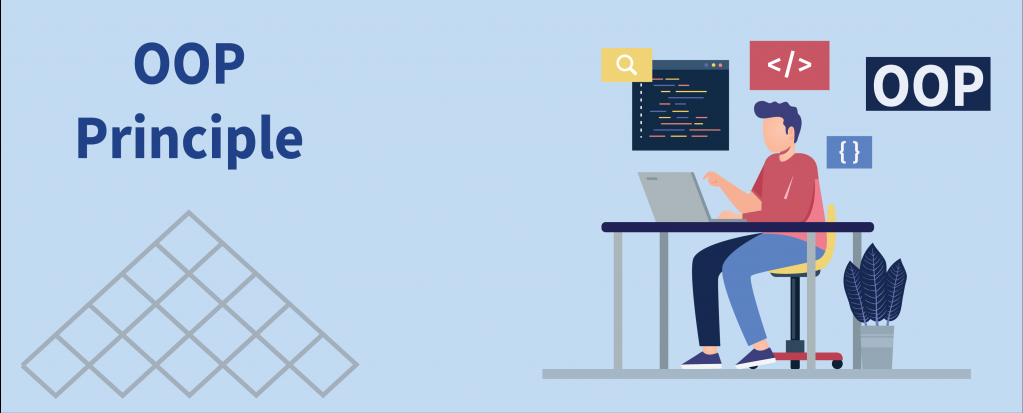 OOP
Principle
</>
OOP
{ }